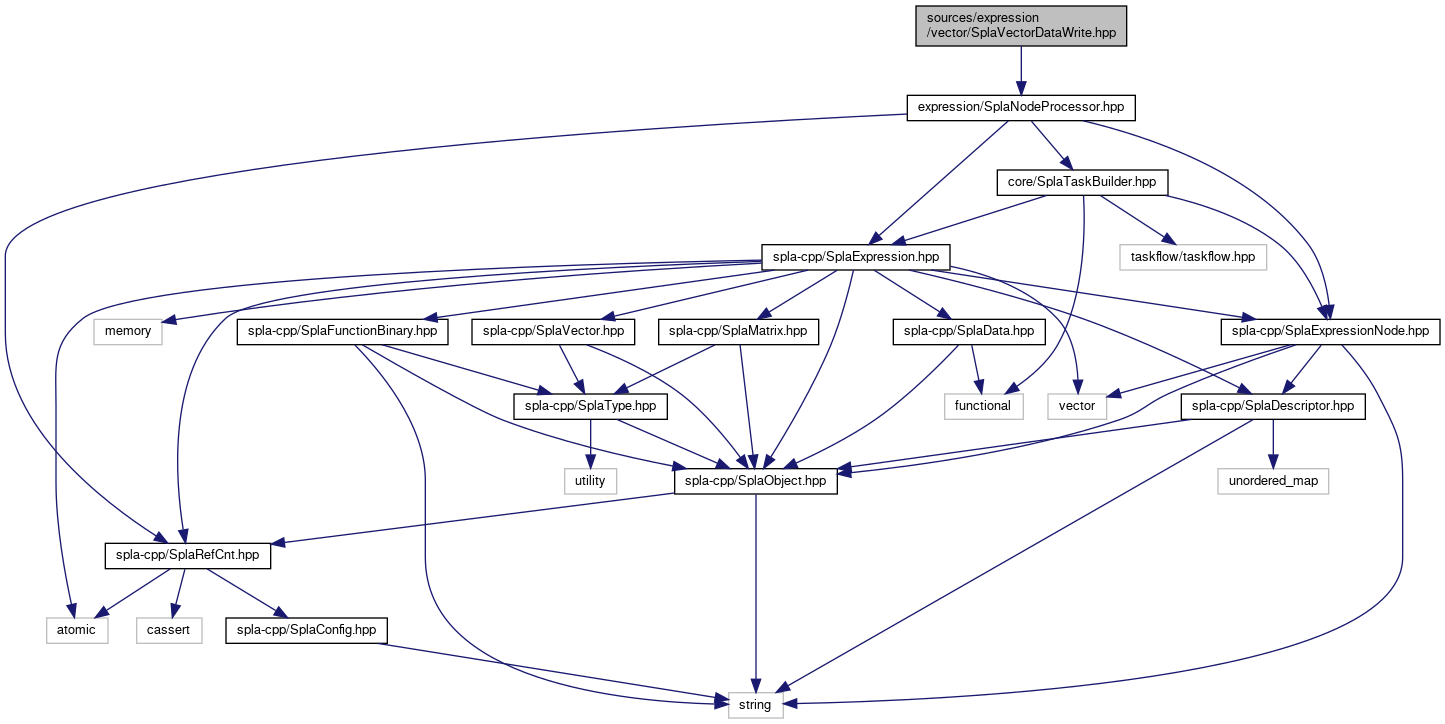 sources/expression
/vector/SplaVectorDataWrite.hpp
expression/SplaNodeProcessor.hpp
core/SplaTaskBuilder.hpp
spla-cpp/SplaExpression.hpp
taskflow/taskflow.hpp
memory
spla-cpp/SplaFunctionBinary.hpp
spla-cpp/SplaVector.hpp
spla-cpp/SplaMatrix.hpp
spla-cpp/SplaData.hpp
spla-cpp/SplaExpressionNode.hpp
spla-cpp/SplaType.hpp
functional
vector
spla-cpp/SplaDescriptor.hpp
utility
spla-cpp/SplaObject.hpp
unordered_map
spla-cpp/SplaRefCnt.hpp
atomic
cassert
spla-cpp/SplaConfig.hpp
string